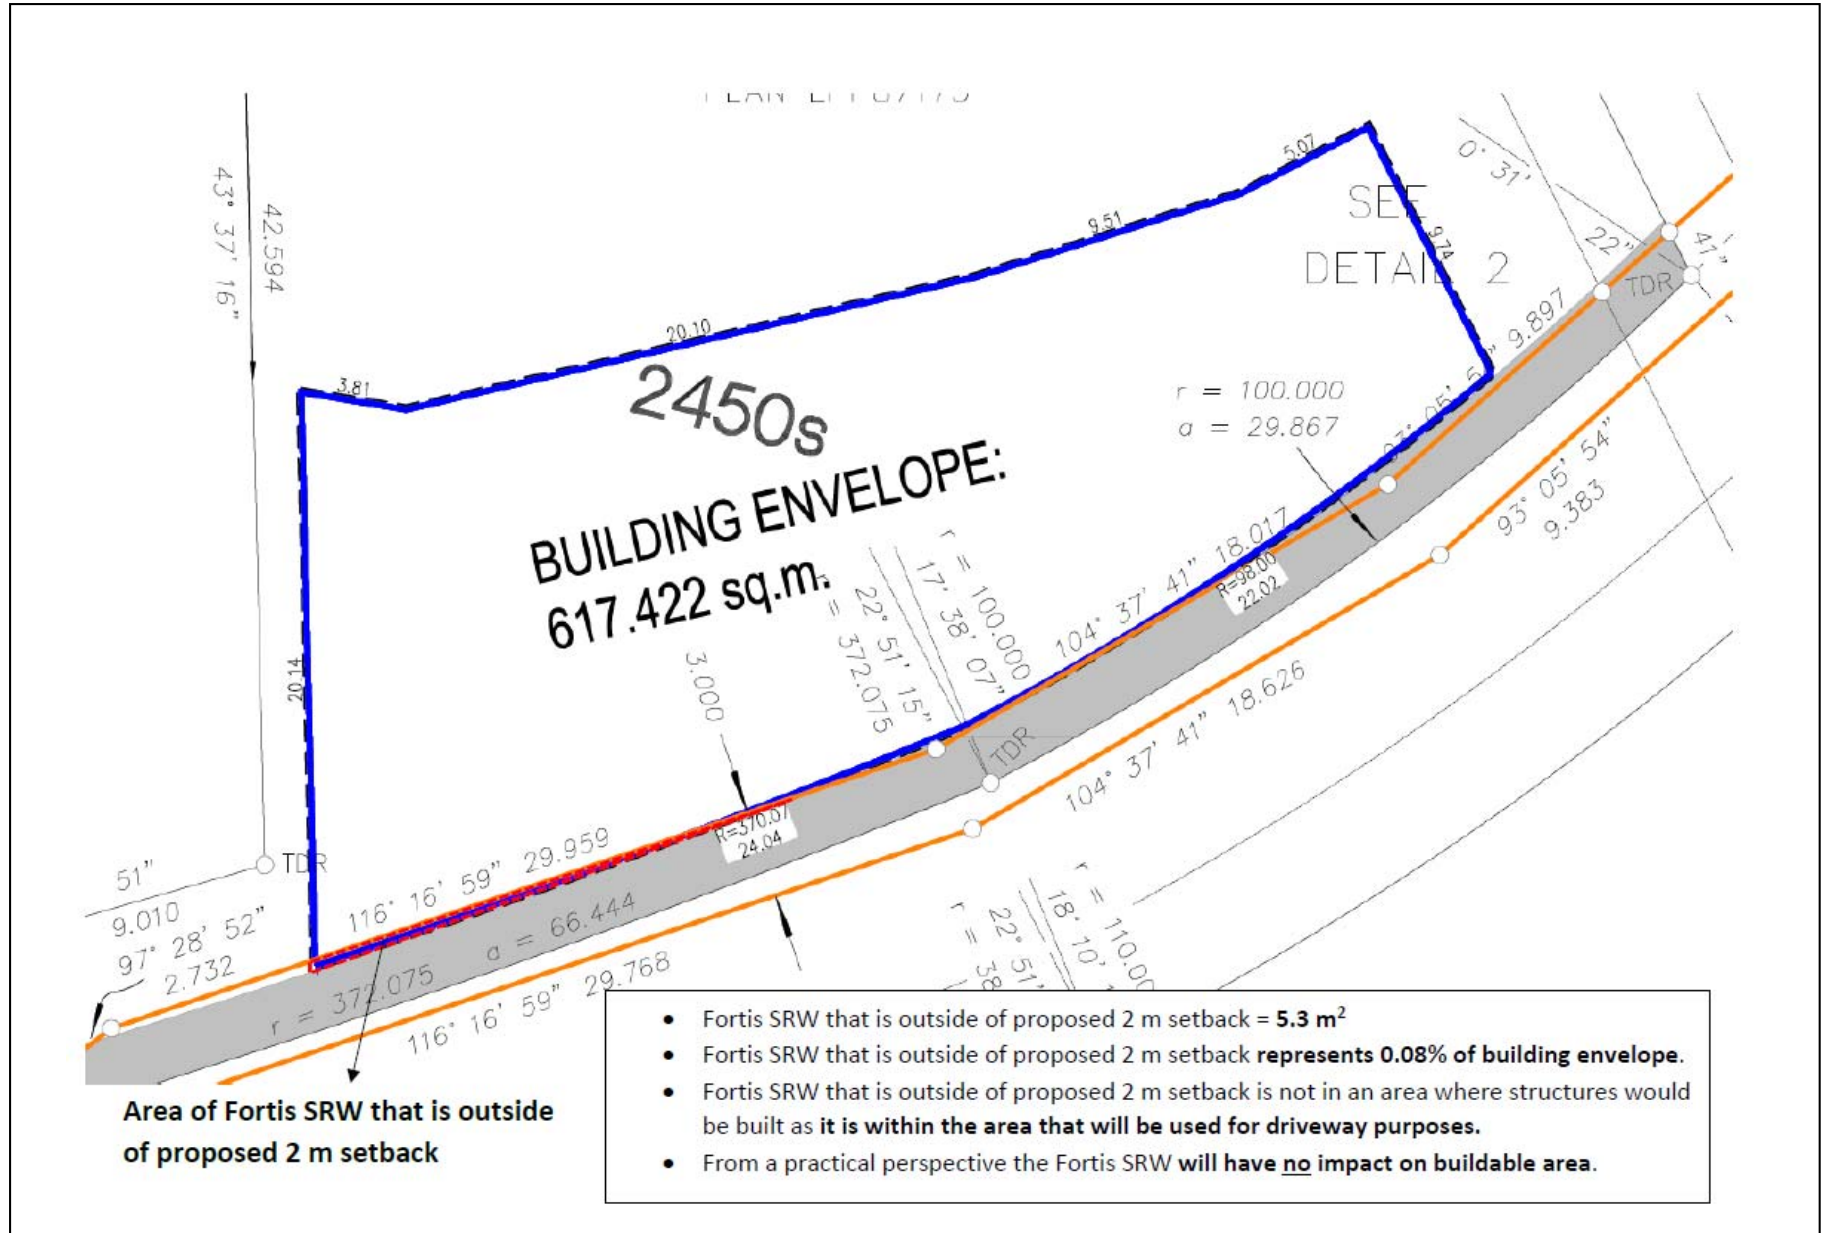 43° 37' 16"
42.594
3.81
20.10
9.51
5.07
9.74
SEE
DETAIL 2
0° 31'
22"
41"
TDR
9.897
r = 100.000
a = 29.867
93° 05' 54"
9.383
2450s
BUILDING ENVELOPE:
617.422 sq.m.
r = 100.000
17° 38' 07"
22° 51' 15"
r = 372.075
3.000
20.14
104° 37' 41" 18.017
R=98.00
22.02
TDR
104° 37' 41" 18.626
R=370.07
24.04
51"
9.010
TDR
97° 28' 52"
2.732
116° 16' 59" 29.959
r = 372.075 a = 66.444
116° 16' 59" 29.768
18° 10'
22° 51'
Area of Fortis SRW that is outside
of proposed 2 m setback
• Fortis SRW that is outside of proposed 2 m setback = 5.3 m²
• Fortis SRW that is outside of proposed 2 m setback represents 0.08% of building envelope.
• Fortis SRW that is outside of proposed 2 m setback is not in an area where structures would
be built as it is within the area that will be used for driveway purposes.
• From a practical perspective the Fortis SRW will have no impact on buildable area.